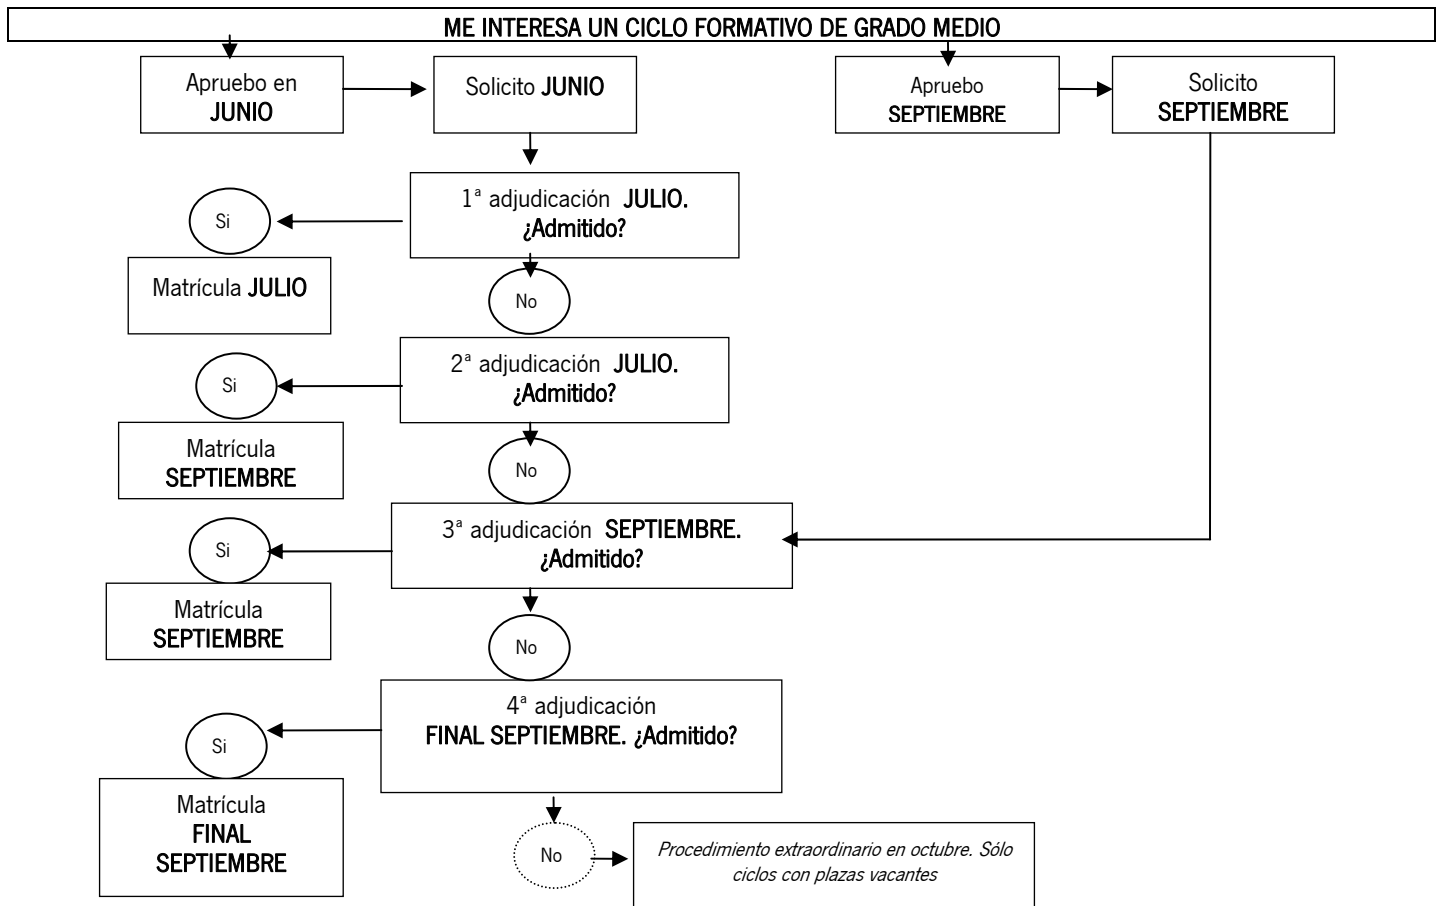 ME INTERESA UN CICLO FORMATIVO DE GRADO MEDIO
Apruebo en
JUNIO
Solicito JUNIO
Apruebo
SEPTIEMBRE
Solicito
SEPTIEMBRE
1ª adjudicación JULIO.
¿Admitido?
Si
Matrícula JULIO
No
2ª adjudicación JULIO.
¿Admitido?
Si
Matrícula
SEPTIEMBRE
No
3ª adjudicación SEPTIEMBRE.
¿Admitido?
Si
Matrícula
SEPTIEMBRE
No
4ª adjudicación
FINAL SEPTIEMBRE. ¿Admitido?
Si
Matrícula
FINAL
SEPTIEMBRE
No
Procedimiento extraordinario en octubre. Sólo
ciclos con plazas vacantes